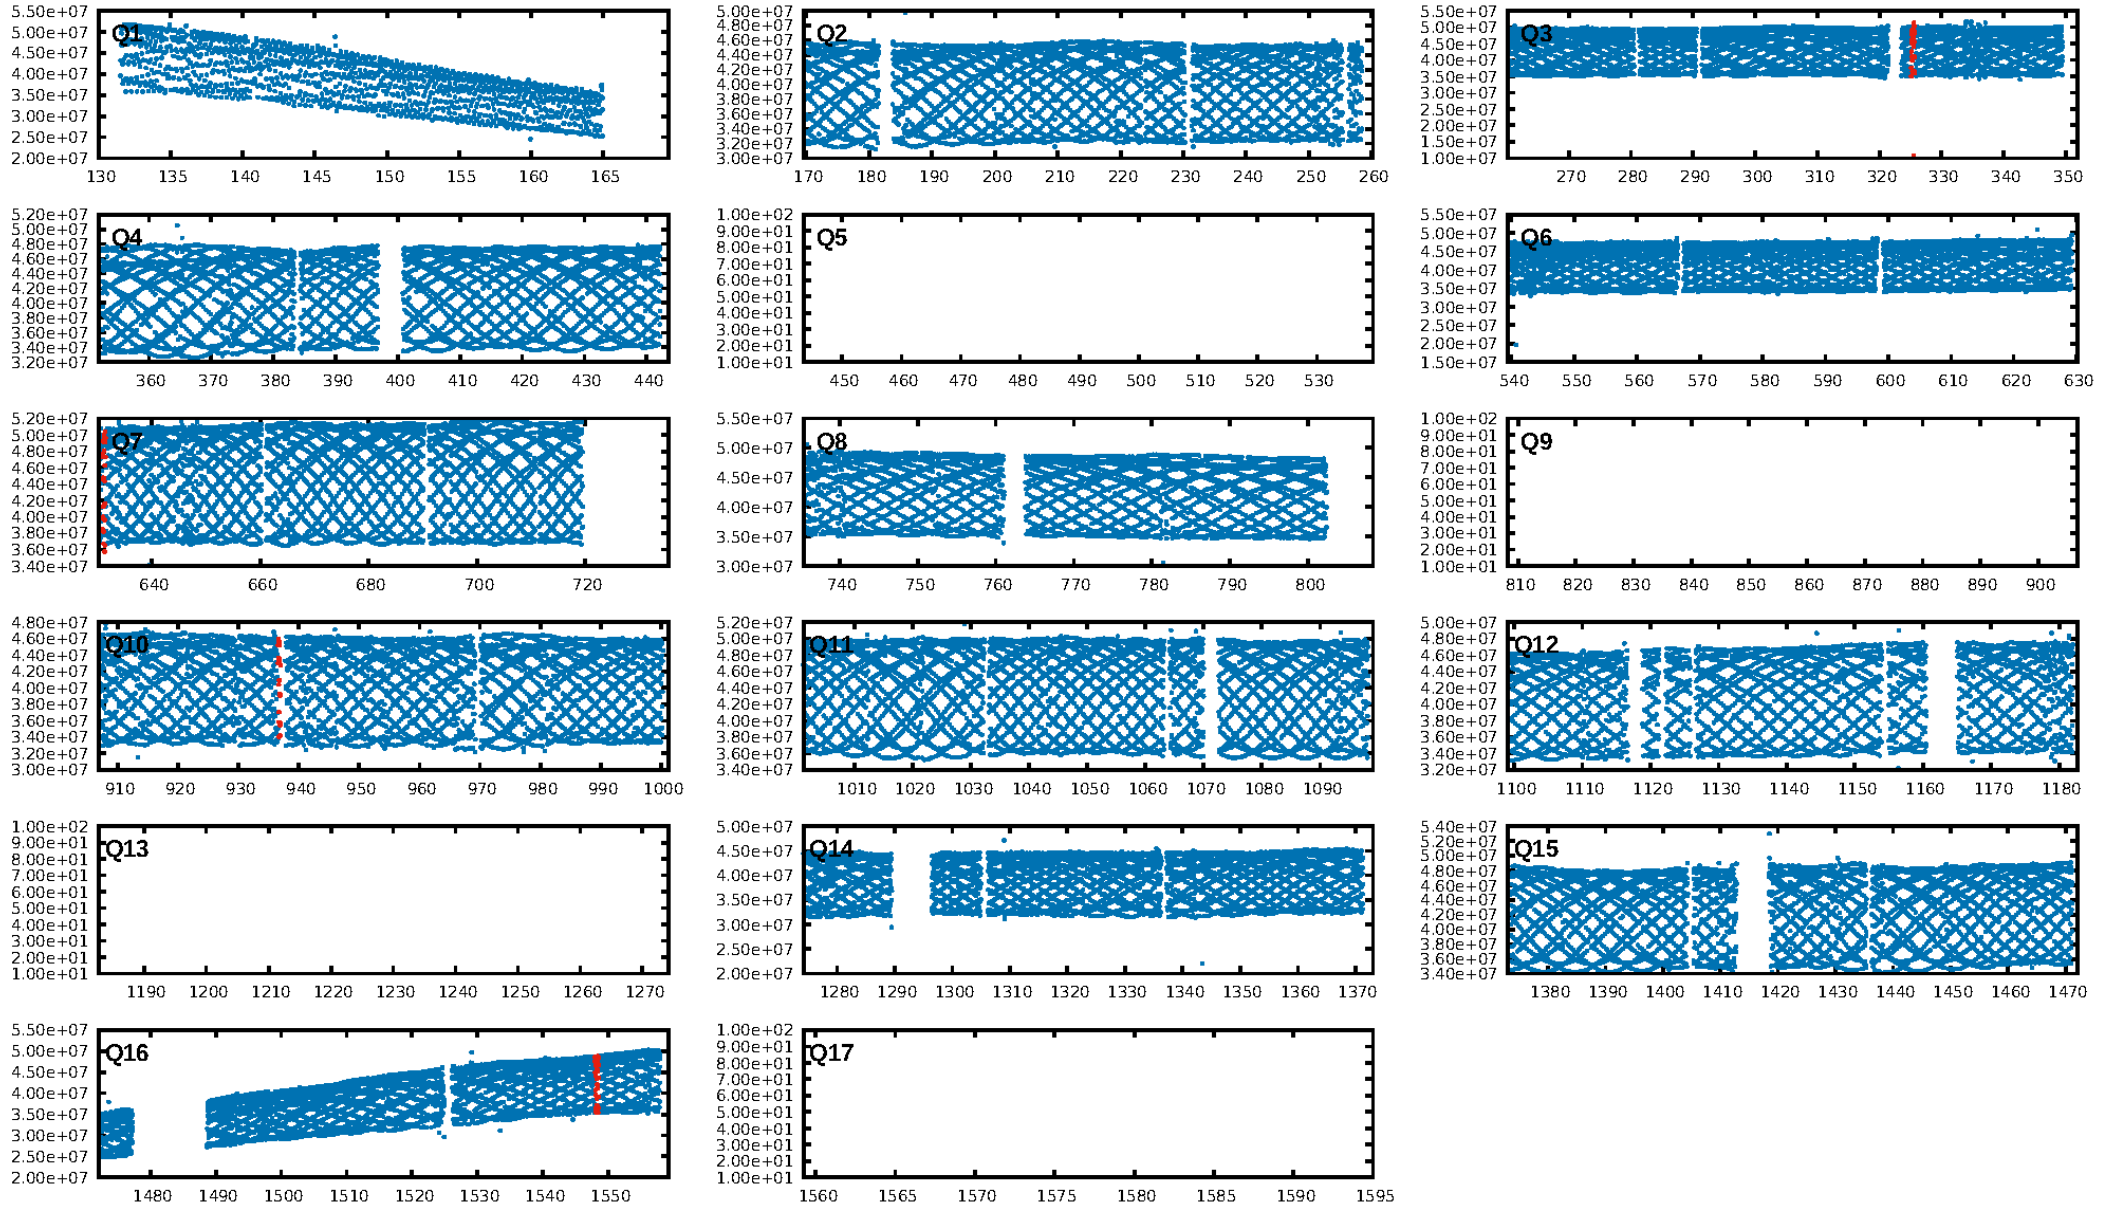 5.50e+07 5.00e+07 4.50e+07 4.00e+07 3.50e+07 3.00e+07 2.50e+07 2.00e+07
Q1
130 135 140 145 150 155 160 165
5.00e+07 4.80e+07 4.60e+07 4.40e+07 4.20e+07 4.00e+07 3.80e+07 3.60e+07 3.40e+07 3.20e+07 3.00e+07
Q2
170 180 190 200 210 220 230 240 250 260
5.50e+07 5.00e+07 4.50e+07 4.00e+07 3.50e+07 3.00e+07 2.50e+07 2.00e+07 1.50e+07 1.00e+07
Q3
270 280 290 300 310 320 330 340 350
5.20e+07 5.00e+07 4.80e+07 4.60e+07 4.40e+07 4.20e+07 4.00e+07 3.80e+07 3.60e+07 3.40e+07 3.20e+07
Q4
360 370 380 390 400 410 420 430 440
1.00e+02 9.00e+01 8.00e+01 7.00e+01 6.00e+01 5.00e+01 4.00e+01 3.00e+01 2.00e+01 1.00e+01
Q5
450 460 470 480 490 500 510 520 530
5.50e+07 5.00e+07 4.50e+07 4.00e+07 3.50e+07 3.00e+07 2.50e+07 2.00e+07 1.50e+07
Q6
540 550 560 570 580 590 600 610 620 630
5.20e+07 5.00e+07 4.80e+07 4.60e+07 4.40e+07 4.20e+07 4.00e+07 3.80e+07 3.60e+07 3.40e+07
Q7
640 660 680 700 720
5.50e+07 5.00e+07 4.50e+07 4.00e+07 3.50e+07 3.00e+07
Q8
740 750 760 770 780 790 800
1.00e+02 9.00e+01 8.00e+01 7.00e+01 6.00e+01 5.00e+01 4.00e+01 3.00e+01 2.00e+01 1.00e+01
Q9
810 820 830 840 850 860 870 880 890 900
4.80e+07 4.60e+07 4.40e+07 4.20e+07 4.00e+07 3.80e+07 3.60e+07 3.40e+07 3.20e+07 3.00e+07
Q10
910 920 930 940 950 960 970 980 990 1000
5.20e+07 5.00e+07 4.80e+07 4.60e+07 4.40e+07 4.20e+07 4.00e+07 3.80e+07 3.60e+07 3.40e+07
Q11
1010 1020 1030 1040 1050 1060 1070 1080 1090
5.00e+07 4.80e+07 4.60e+07 4.40e+07 4.20e+07 4.00e+07 3.80e+07 3.60e+07 3.40e+07 3.20e+07
Q12
1100 1110 1120 1130 1140 1150 1160 1170 1180
1.00e+02 9.00e+01 8.00e+01 7.00e+01 6.00e+01 5.00e+01 4.00e+01 3.00e+01 2.00e+01 1.00e+01
Q13
1190 1200 1210 1220 1230 1240 1250 1260 1270
5.00e+07 4.50e+07 4.00e+07 3.50e+07 3.00e+07 2.50e+07 2.00e+07
Q14
1280 1290 1300 1310 1320 1330 1340 1350 1360 1370
5.40e+07 5.20e+07 5.00e+07 4.80e+07 4.60e+07 4.40e+07 4.20e+07 4.00e+07 3.80e+07 3.60e+07 3.40e+07
Q15
1380 1390 1400 1410 1420 1430 1440 1450 1460 1470
5.50e+07 5.00e+07 4.50e+07 4.00e+07 3.50e+07 3.00e+07 2.50e+07 2.00e+07
Q16
1480 1490 1500 1510 1520 1530 1540 1550
1.00e+02 9.00e+01 8.00e+01 7.00e+01 6.00e+01 5.00e+01 4.00e+01 3.00e+01 2.00e+01 1.00e+01
Q17
1560 1565 1570 1575 1580 1585 1590 1595